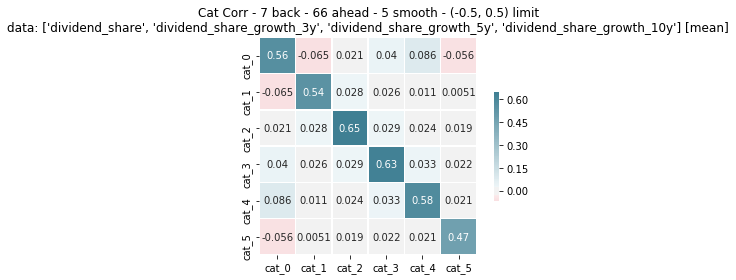 Cat Corr - 7 back - 66 ahead - 5 smooth - (-0.5, 0.5) limit
data: ['dividend_share', 'dividend_share_growth_3y', 'dividend_share_growth_5y', 'dividend_share_growth_10y'] [mean]
cat_0 0.56 -0.065 0.021 0.04 0.086 -0.056
cat_1 -0.065 0.54 0.028 0.026 0.011 0.0051
cat_2 0.021 0.028 0.65 0.029 0.024 0.019
cat_3 0.04 0.026 0.029 0.63 0.033 0.022
cat_4 0.086 0.011 0.024 0.033 0.58 0.021
cat_5 -0.056 0.0051 0.019 0.022 0.021 0.47
cat_0 cat_1 cat_2 cat_3 cat_4 cat_5
0.60
0.45
0.30
0.15
0.00